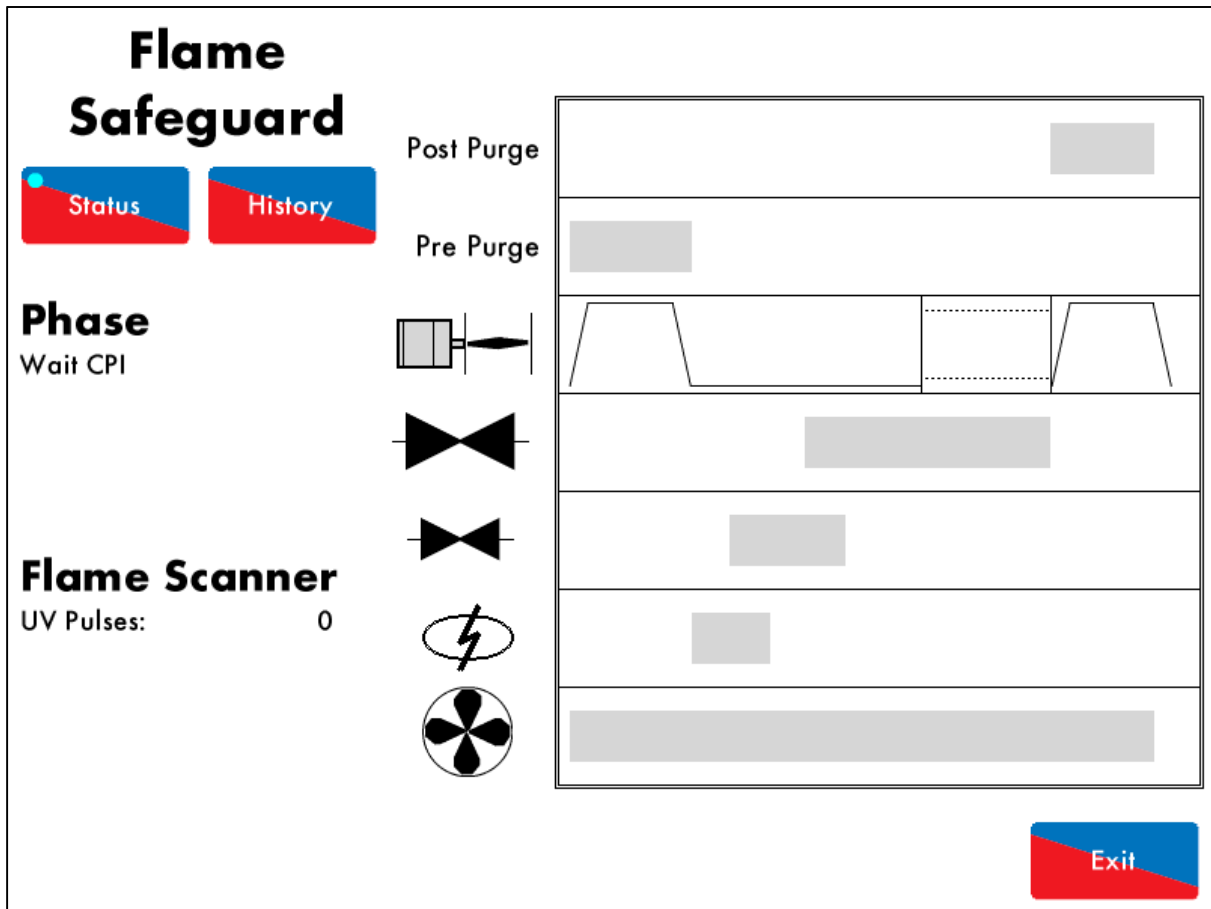 Flame
Safeguard
Status
History
Phase
Wait CPI
Flame Scanner
UV Pulses: 0
Post Purge
Pre Purge
Exit